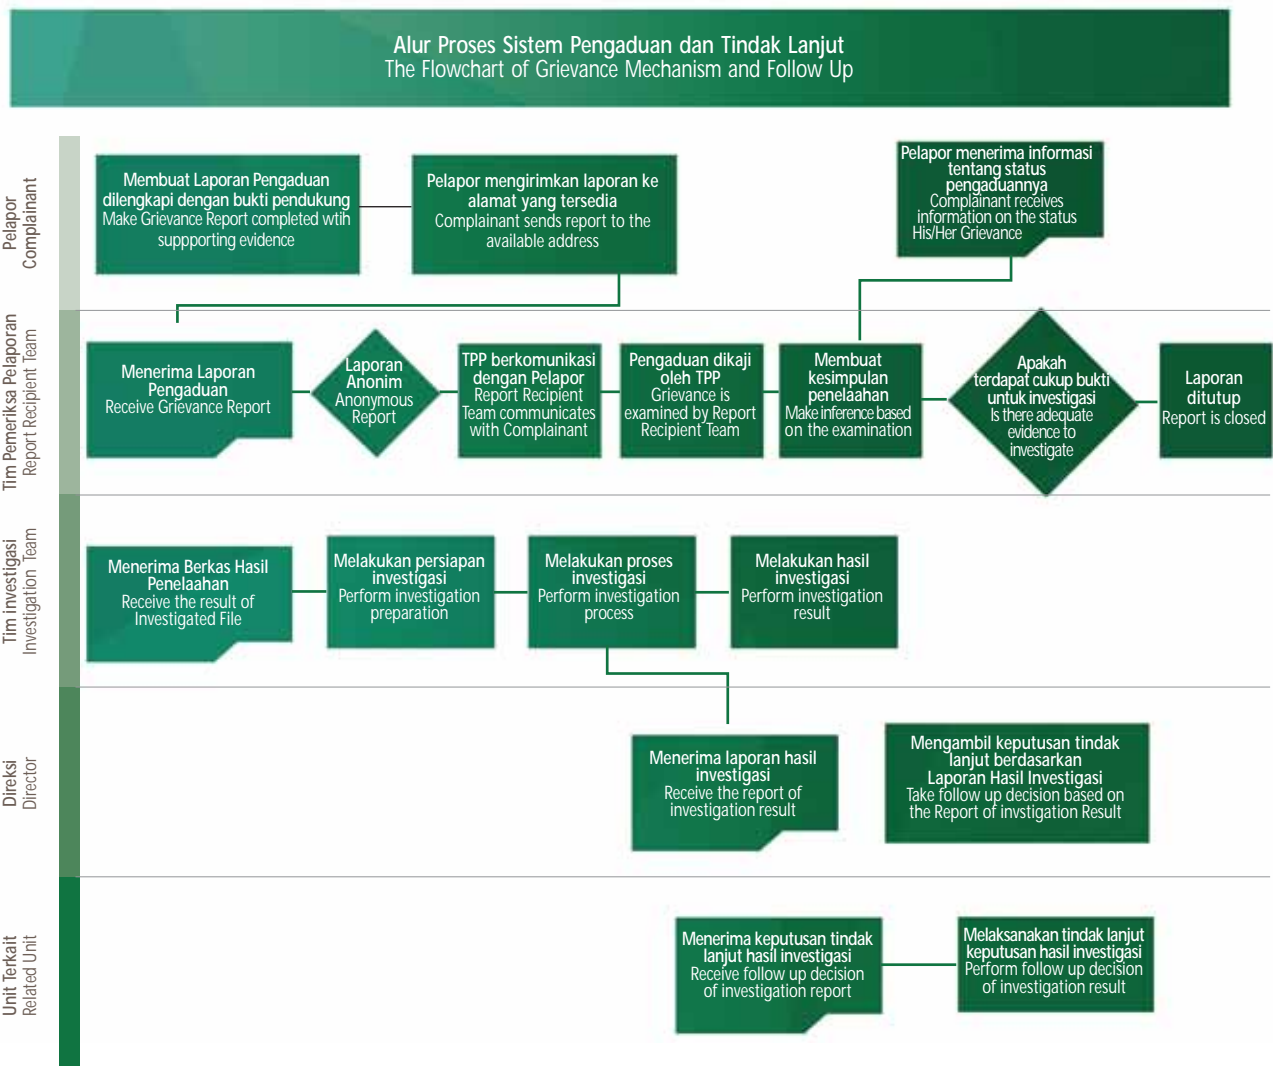 Alur Proses Sistem Pengaduan dan Tindak Lanjut
The Flowchart of Grievance Mechanism and Follow Up
Pelapor
Complainant
Membuat Laporan Pengaduan
dilengkapi dengan bukti pendukung
Make Grievance Report completed wtih
suppporting evidence
Pelapor mengirimkan laporan ke
alamat yang tersedia
Complainant sends report to the
available address
Pelapor menerima informasi
tentang status
pengaduannya
Complainant receives
information on the status
His/Her Grievance
Tim Pemeriksa Pelaporan
Report Recipient Team
Menerima Laporan
Pengaduan
Receive Grievance Report
Laporan
Anonim
Anonymous
Report
TPP berkomunikasi
dengan Pelapor
Report Recipient
Team communicates
with Complainant
Pengaduan dikaji
oleh TPP
Grievance is
examined by Report
Recipient Team
Membuat
kesimpulan
penelaahan
Make inference based
on the examination
Apakah
terdapat cukup bukti
untuk investigasi
Is there adequate
evidence to
investigate
Laporan
ditutup
Report is closed
Tim investigasi
Investigation Team
Menerima Berkas Hasil
Penelaahan
Receive the result of
Investigated File
Melakukan persiapan
investigasi
Perform investigation
preparation
Melakukan proses
investigasi
Perform investigation
process
Melakukan hasil
investigasi
Perform investigation
result
Direksi
Director
Menerima laporan hasil
investigasi
Receive the report of
investigation result
Mengambil keputusan tindak
lanjut berdasarkan
Laporan Hasil Investigasi
Take follow up decision based on
the Report of invstigation Result
Unit Terkait
Related Unit
Menerima keputusan tindak
lanjut hasil investigasi
Receive follow up decision
of investigation report
Melaksanakan tindak lanjut
keputusan hasil investigasi
Perform follow up decision
of investigation result